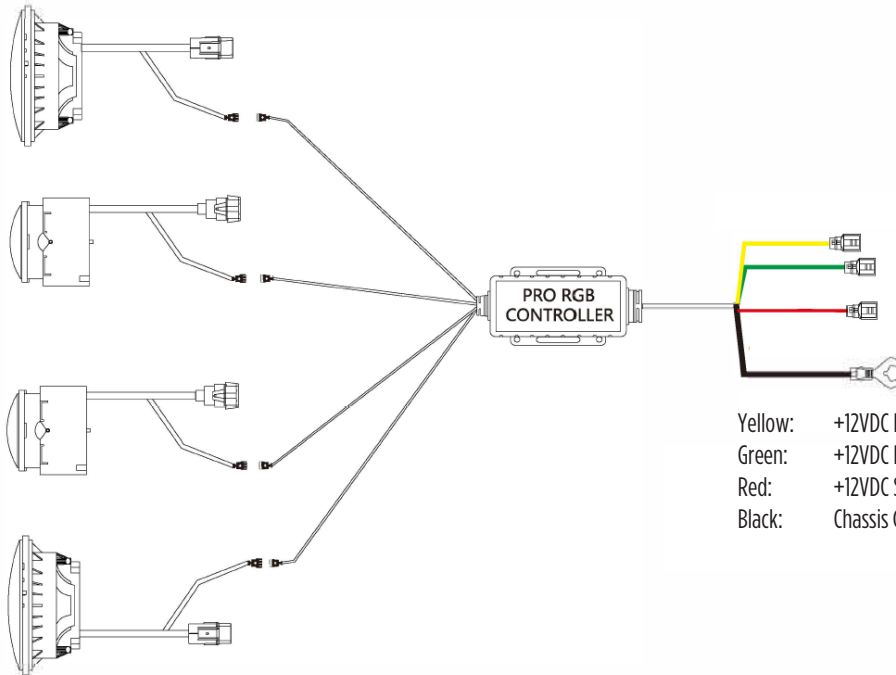 PRO RGB
CONTROLLER
Yellow: +12VDC
Green: +12VDC
Red: +12VDC
Black: Chassis